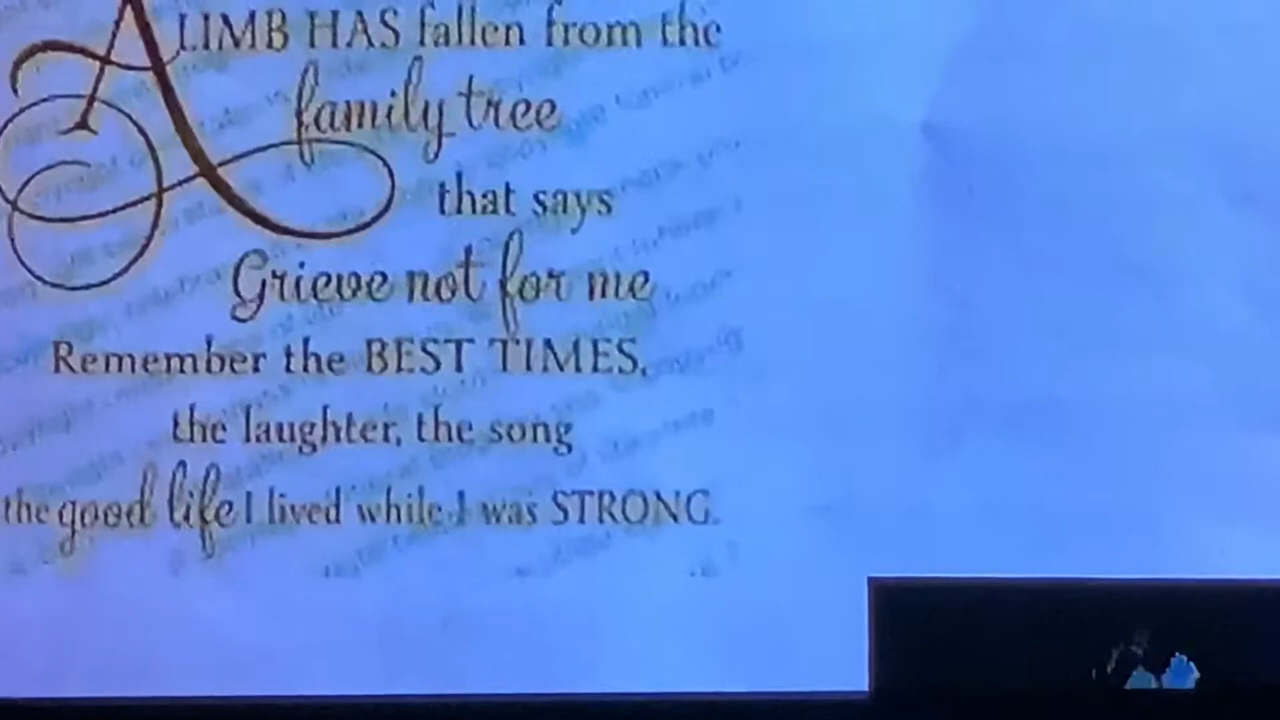 A LIMB HAS fallen from the
family tree
that says
Grieve not for me
Remember the BEST TIMES,
the laughter, the song
the good life I lived while I was STRONG.